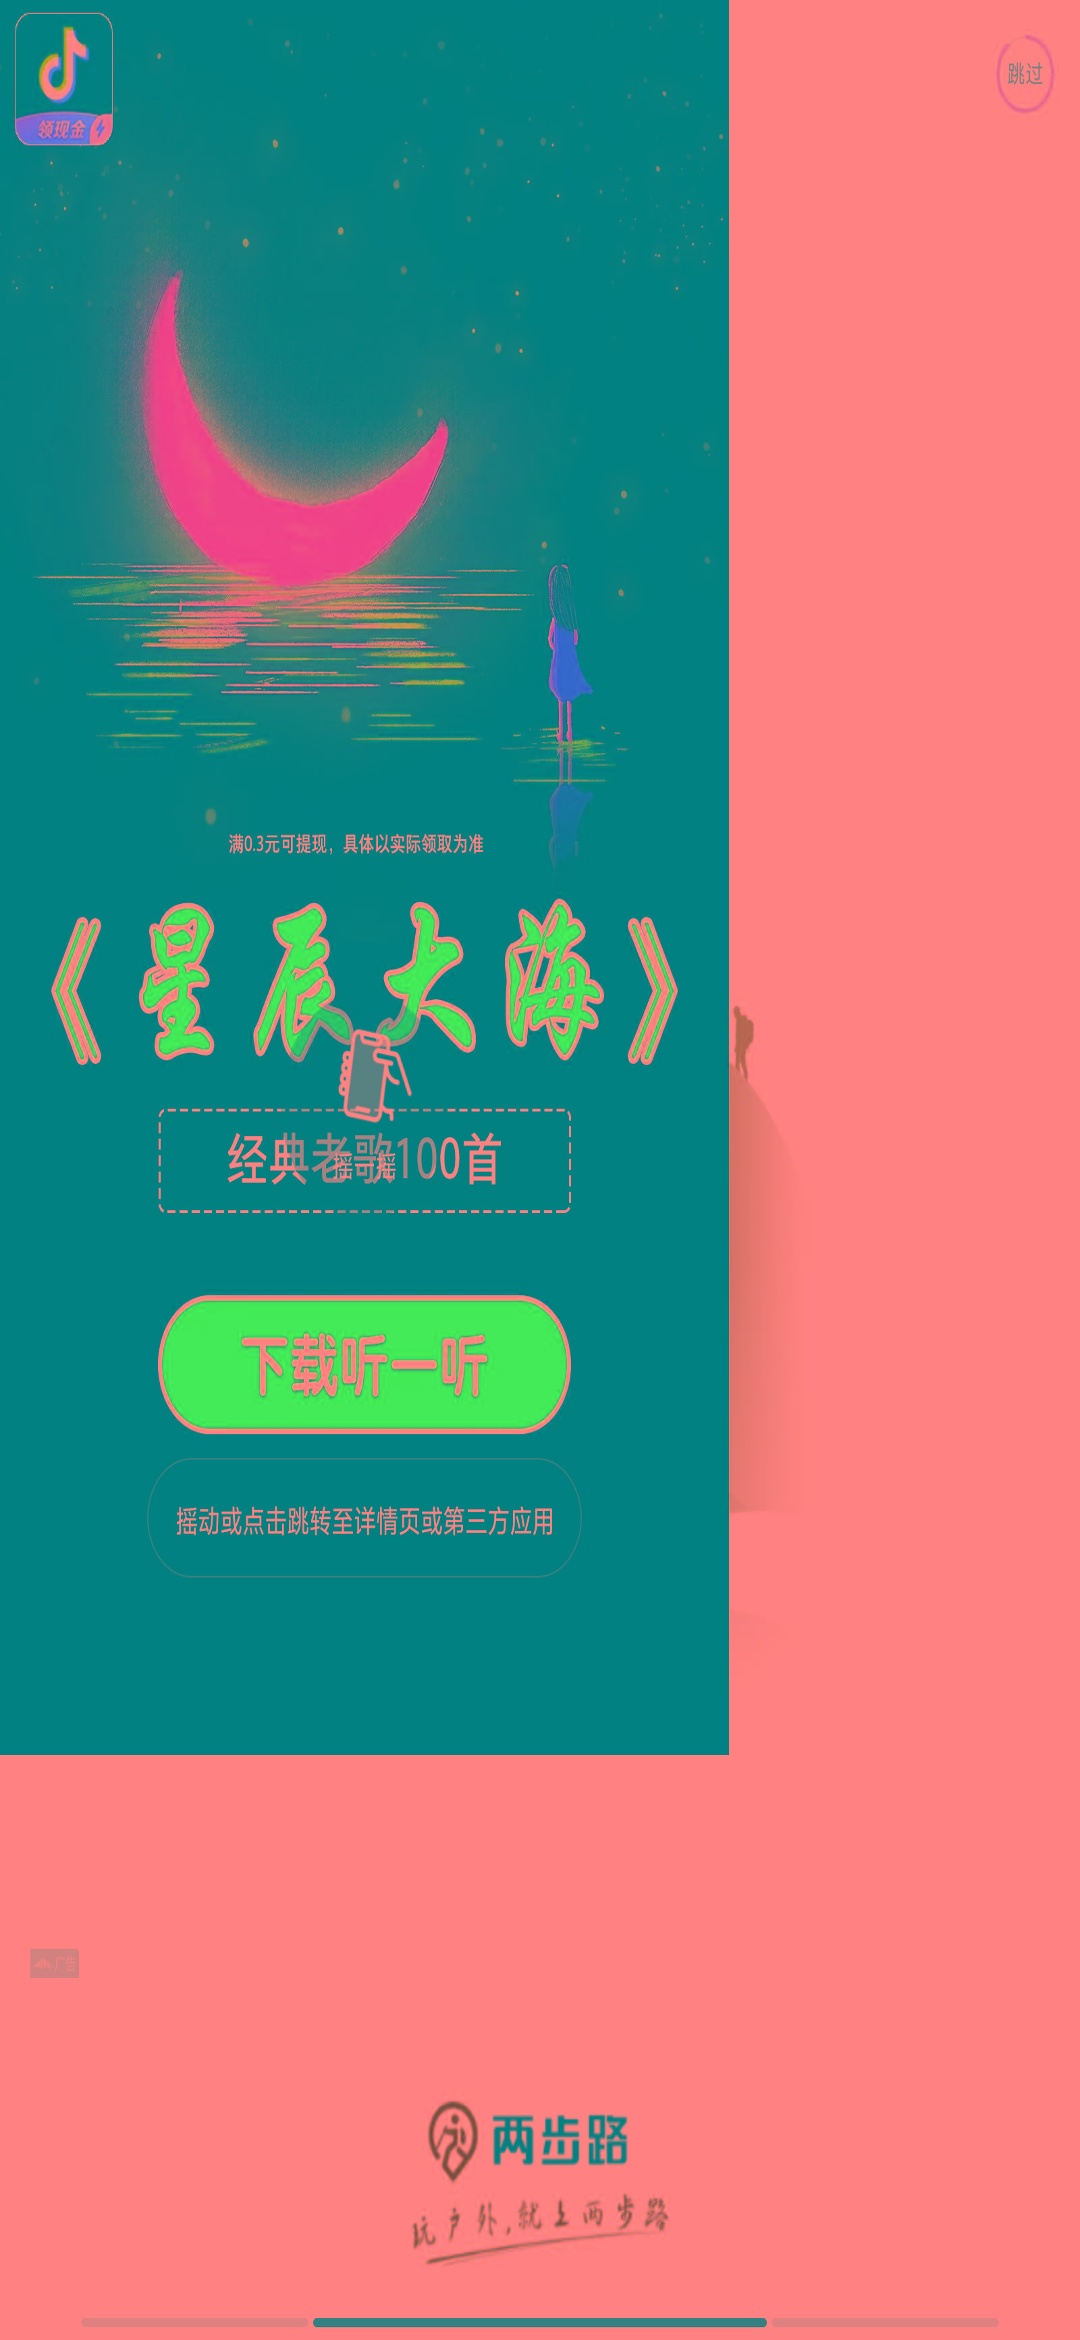 领现金
跳过
满0.3元可提现，具体以实际领取为准
《星辰大海》
经典老歌100首
摇一摇
下载听一听
摇动或点击跳转至详情页或第三方应用
广告
两步路
玩户外,就上两步路